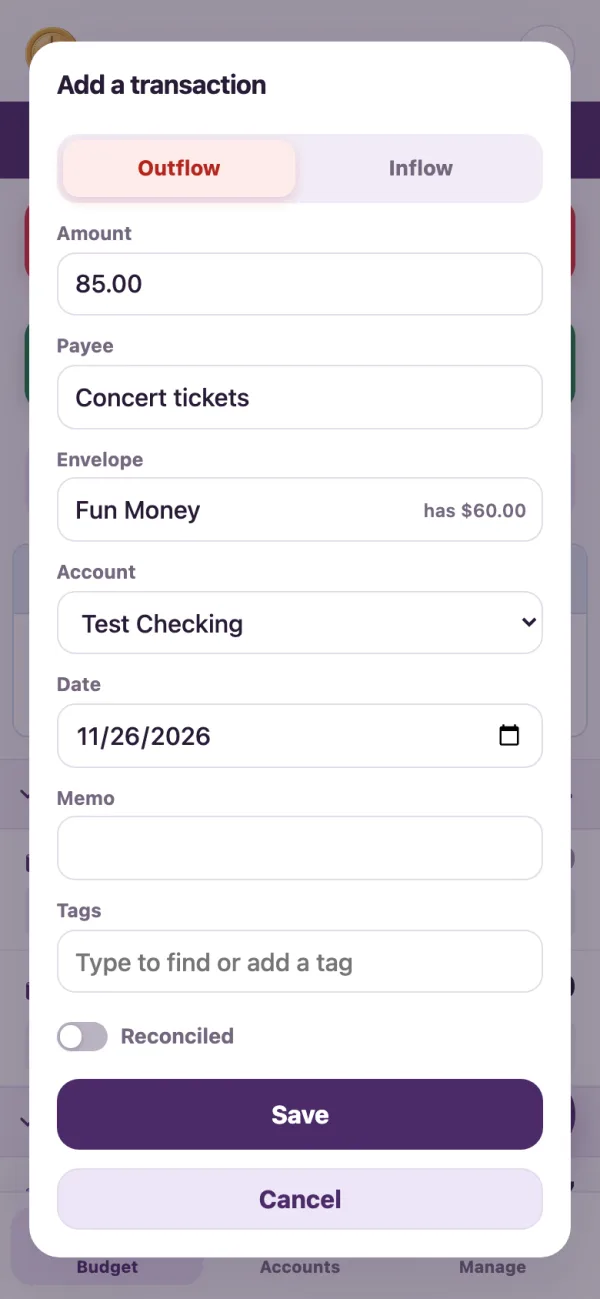 Add a transaction
Outflow
Inflow
Amount
85.00
Payee
Concert tickets
Envelope
Fun Money
has $60.00
Account
Test Checking
Date
11/26/2026
Memo
Tags
Type to find or add a tag
Reconciled
Save
Cancel
Budget
Accounts
Manage